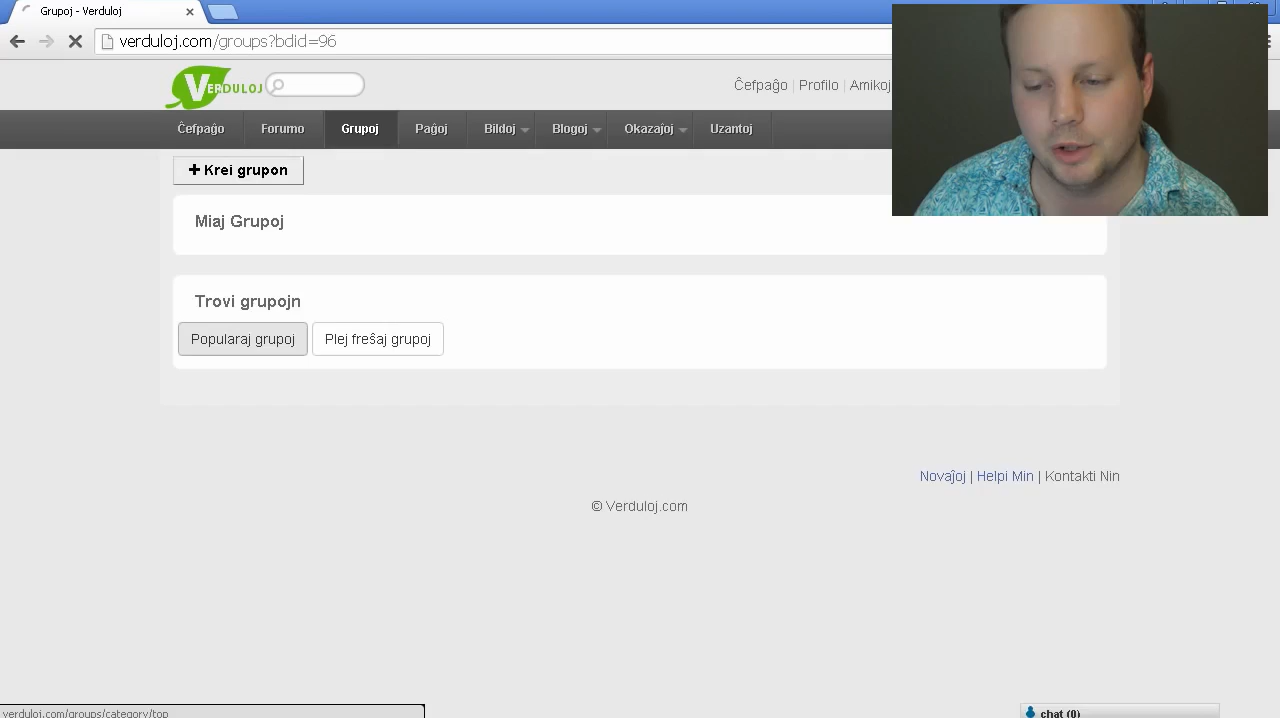 Grupoj - Verduloj
verduloj.com/groups?bdid=96
VERDULOJ
Ĉefpaĝo | Profilo | Amikoj
Ĉefpaĝo Forumo Grupoj Paĝoj Bildoj Blogoj Okazaĵoj Uzantoj
+ Krei grupon
Miaj Grupoj
Trovi grupojn
Popularaj grupoj Plej freŝaj grupoj
Novaĵoj | Helpi Min | Kontakti Nin
© Verduloj.com
verduloj.com/groups/category/top
chat (0)